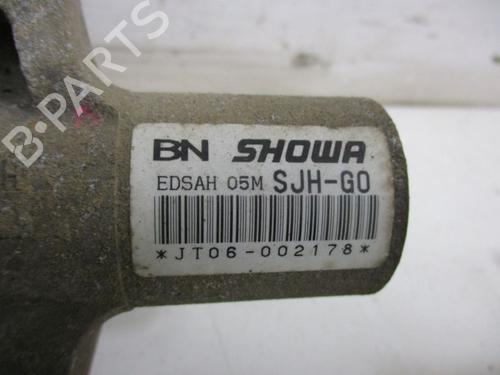 B-PARTS
BN SHOWA
EDSAH 05M SJH-G0
*JT06-002178*